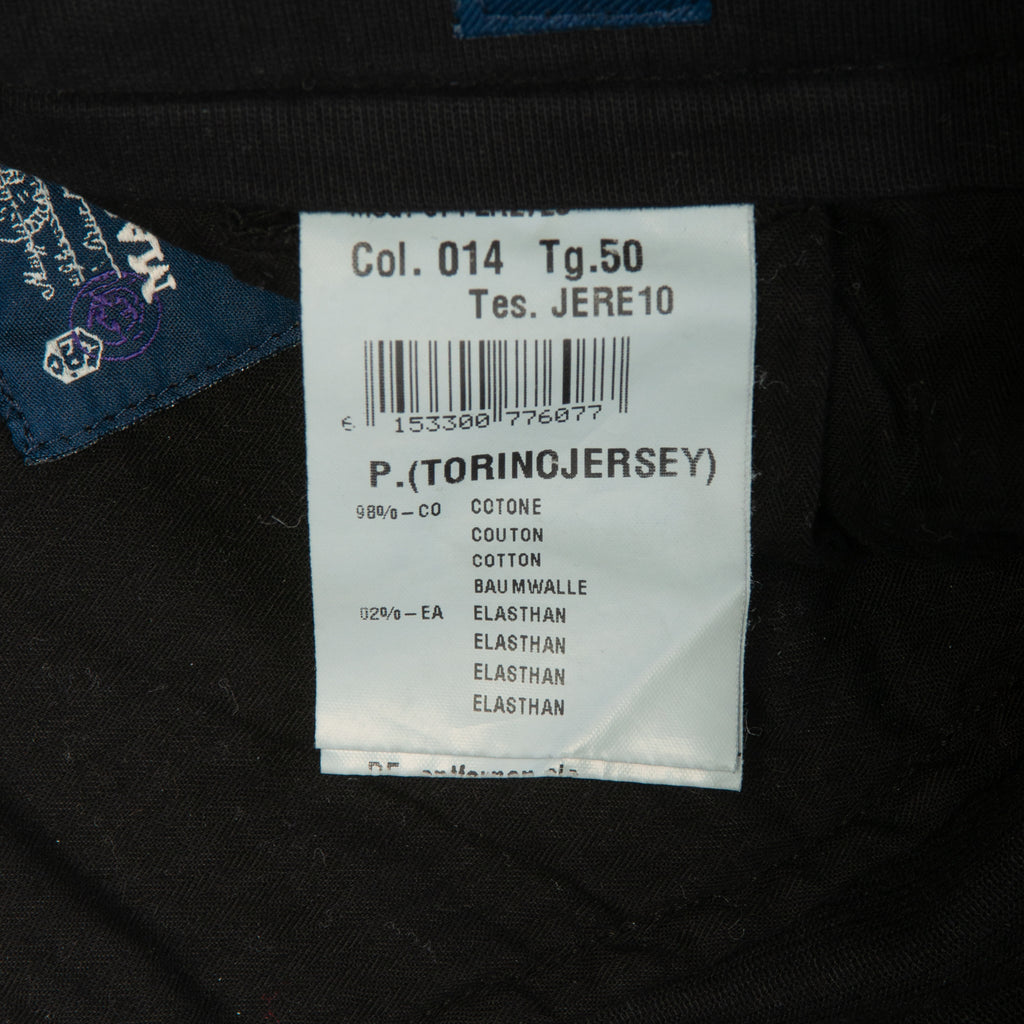 Col. 014 Tg.50
Tes. JERE10
6 153300 776077
P.(TORINOJERSEY)
98%-CO COTONE
COUTON
COTTON
BAUMWALLE
02%-EA ELASTHAN
ELASTHAN
ELASTHAN
ELASTHAN